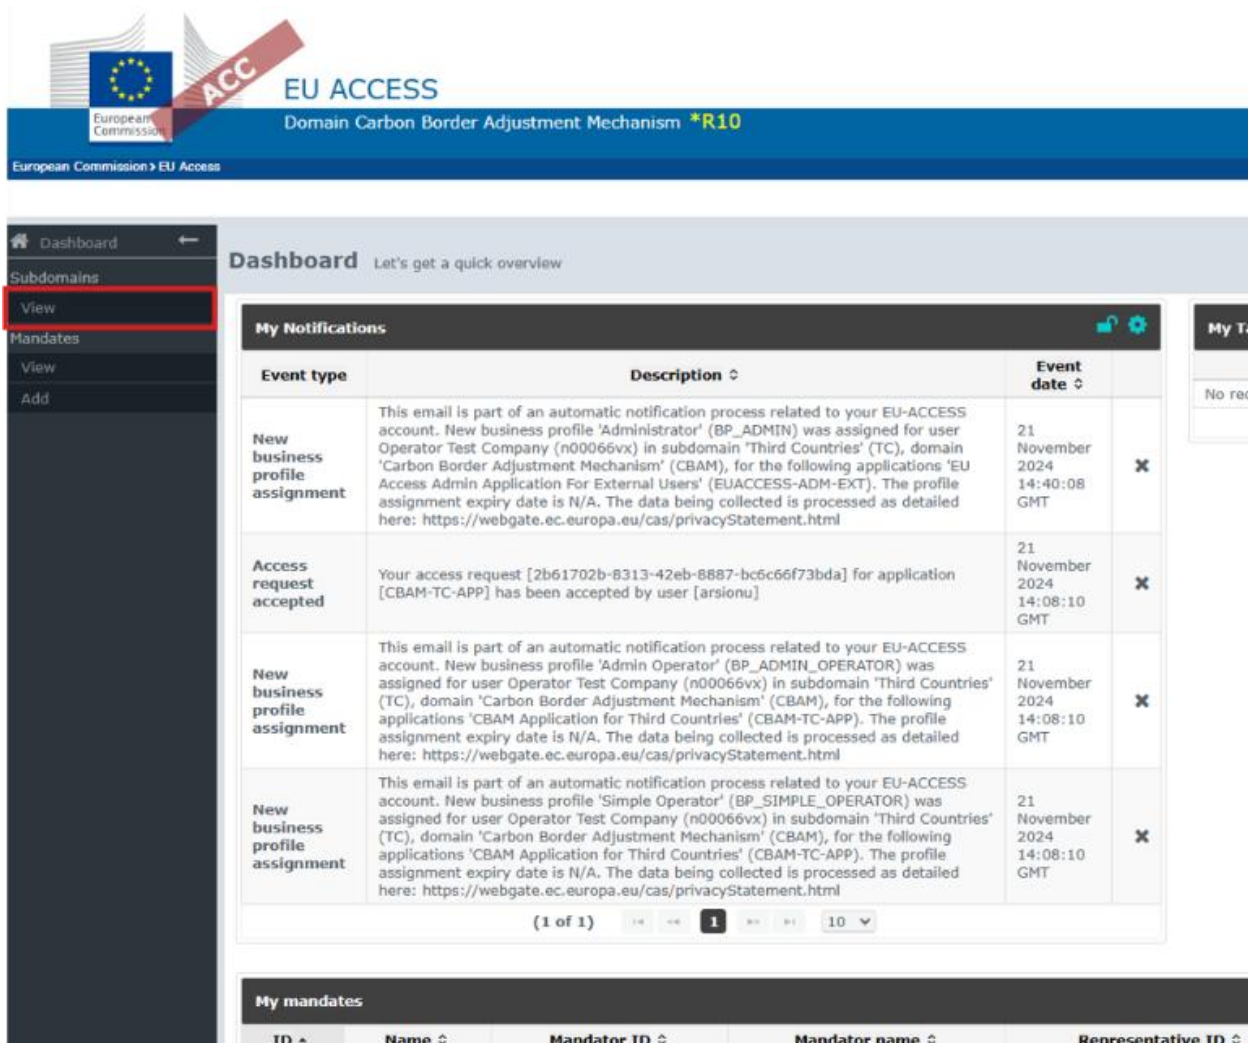 ACC
EU ACCESS
European
Commission
Domain Carbon Border Adjustment Mechanism *R10
European Commission > EU Access
Dashboard
Subdomains
View
Mandates
View
Add
Dashboard Let's get a quick overview
My Notifications
Event type Description Event
date
New
business
profile
assignment
This email is part of an automatic notification process related to your EU-ACCESS
account. New business profile 'Administrator' (BP_ADMIN) was assigned for user
Operator Test Company (n00066vx) in subdomain 'Third Countries' (TC), domain
'Carbon Border Adjustment Mechanism' (CBAM), for the following applications 'EU
Access Admin Application For External Users' (EUACCESS-ADM-EXT). The profile
assignment expiry date is N/A. The data being collected is processed as detailed
here: https://webgate.ec.europa.eu/cas/privacyStatement.html
21
November
2024
14:40:08
GMT
Access
request
accepted
Your access request [2b61702b-8313-42eb-8887-bc6c66f73bda] for application
[CBAM-TC-APP] has been accepted by user [arsionu]
21
November
2024
14:08:10
GMT
New
business
profile
assignment
This email is part of an automatic notification process related to your EU-ACCESS
account. New business profile 'Admin Operator' (BP_ADMIN_OPERATOR) was
assigned for user Operator Test Company (n00066vx) in subdomain 'Third Countries'
(TC), domain 'Carbon Border Adjustment Mechanism' (CBAM), for the following
applications 'CBAM Application for Third Countries' (CBAM-TC-APP). The profile
assignment expiry date is N/A. The data being collected is processed as detailed
here: https://webgate.ec.europa.eu/cas/privacyStatement.html
21
November
2024
14:08:10
GMT
New
business
profile
assignment
This email is part of an automatic notification process related to your EU-ACCESS
account. New business profile 'Simple Operator' (BP_SIMPLE_OPERATOR) was
assigned for user Operator Test Company (n00066vx) in subdomain 'Third Countries'
(TC), domain 'Carbon Border Adjustment Mechanism' (CBAM), for the following
applications 'CBAM Application for Third Countries' (CBAM-TC-APP). The profile
assignment expiry date is N/A. The data being collected is processed as detailed
here: https://webgate.ec.europa.eu/cas/privacyStatement.html
21
November
2024
14:08:10
GMT
(1 of 1) 1 10
My
No
My mandates
ID Name Mandator ID Mandator name Representative ID